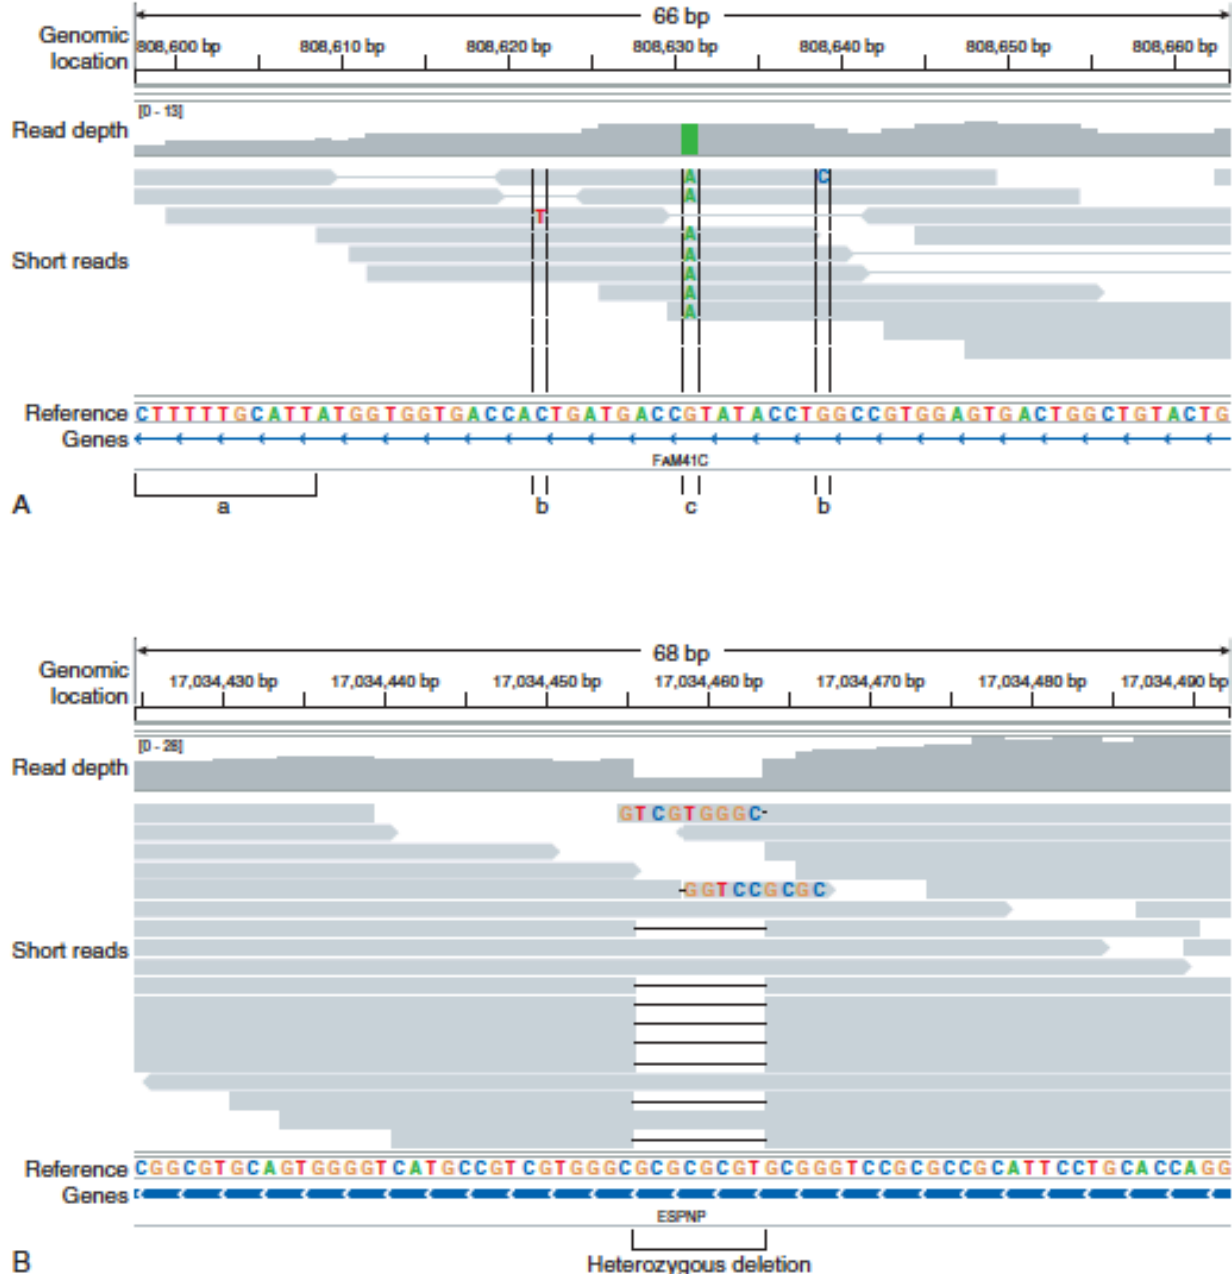 66 bp
Genomic location
808,600 bp 808,610 bp 808,620 bp 808,630 bp 808,640 bp 808,650 bp 808,660 bp
[0 - 13]
Read depth
A C
A
T
A
A
Short reads
A
A
A
Reference CTTTTTGCATTATGGTGGTGACCACTGATGACCGTATACCTGGCCGTGGAGTGACTGGCTGTACTG
Genes
FAM41C
A a b c b
68 bp
Genomic location
17,034,430 bp 17,034,440 bp 17,034,450 bp 17,034,460 bp 17,034,470 bp 17,034,480 bp 17,034,490 bp
[0 - 28]
Read depth
GTCGTGGGC-
-GGTCCGCGC
Short reads
Reference CGGCGTGCAGTGGGGTCATGCCGTCGTGGGCGCGCGCGTGCGGGTCCGCGCCGCATTCCTGCACCAGG
Genes
ESPNP
B Heterozygous deletion